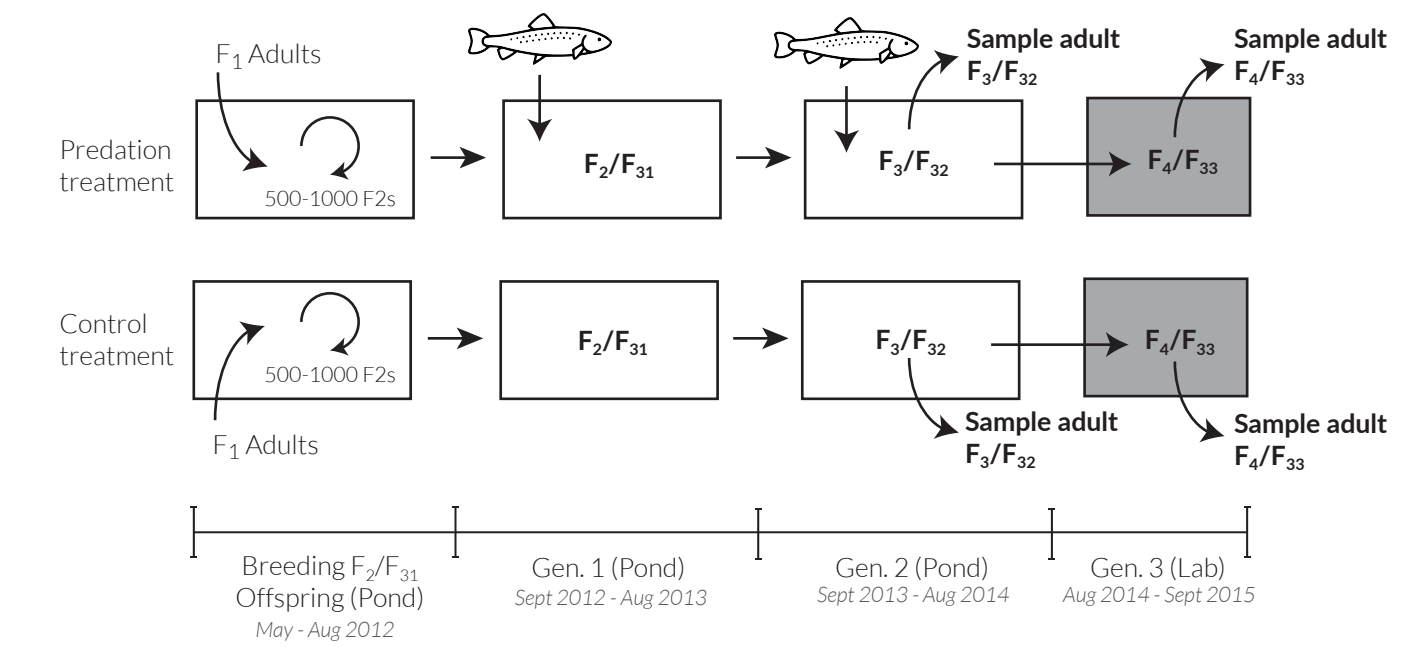 F1 Adults
Sample adult
F3/F32
Sample adult
F4/F33
Predation
treatment
500-1000 F2s
F2/F31
F3/F32
F4/F33
Control
treatment
500-1000 F2s
F2/F31
F3/F32
F4/F33
F1 Adults
Sample adult
F3/F32
Sample adult
F4/F33
Breeding F2/F31
Offspring (Pond)
May - Aug 2012
Gen. 1 (Pond)
Sept 2012 - Aug 2013
Gen. 2 (Pond)
Sept 2013 - Aug 2014
Gen. 3 (Lab)
Aug 2014 - Sept 2015